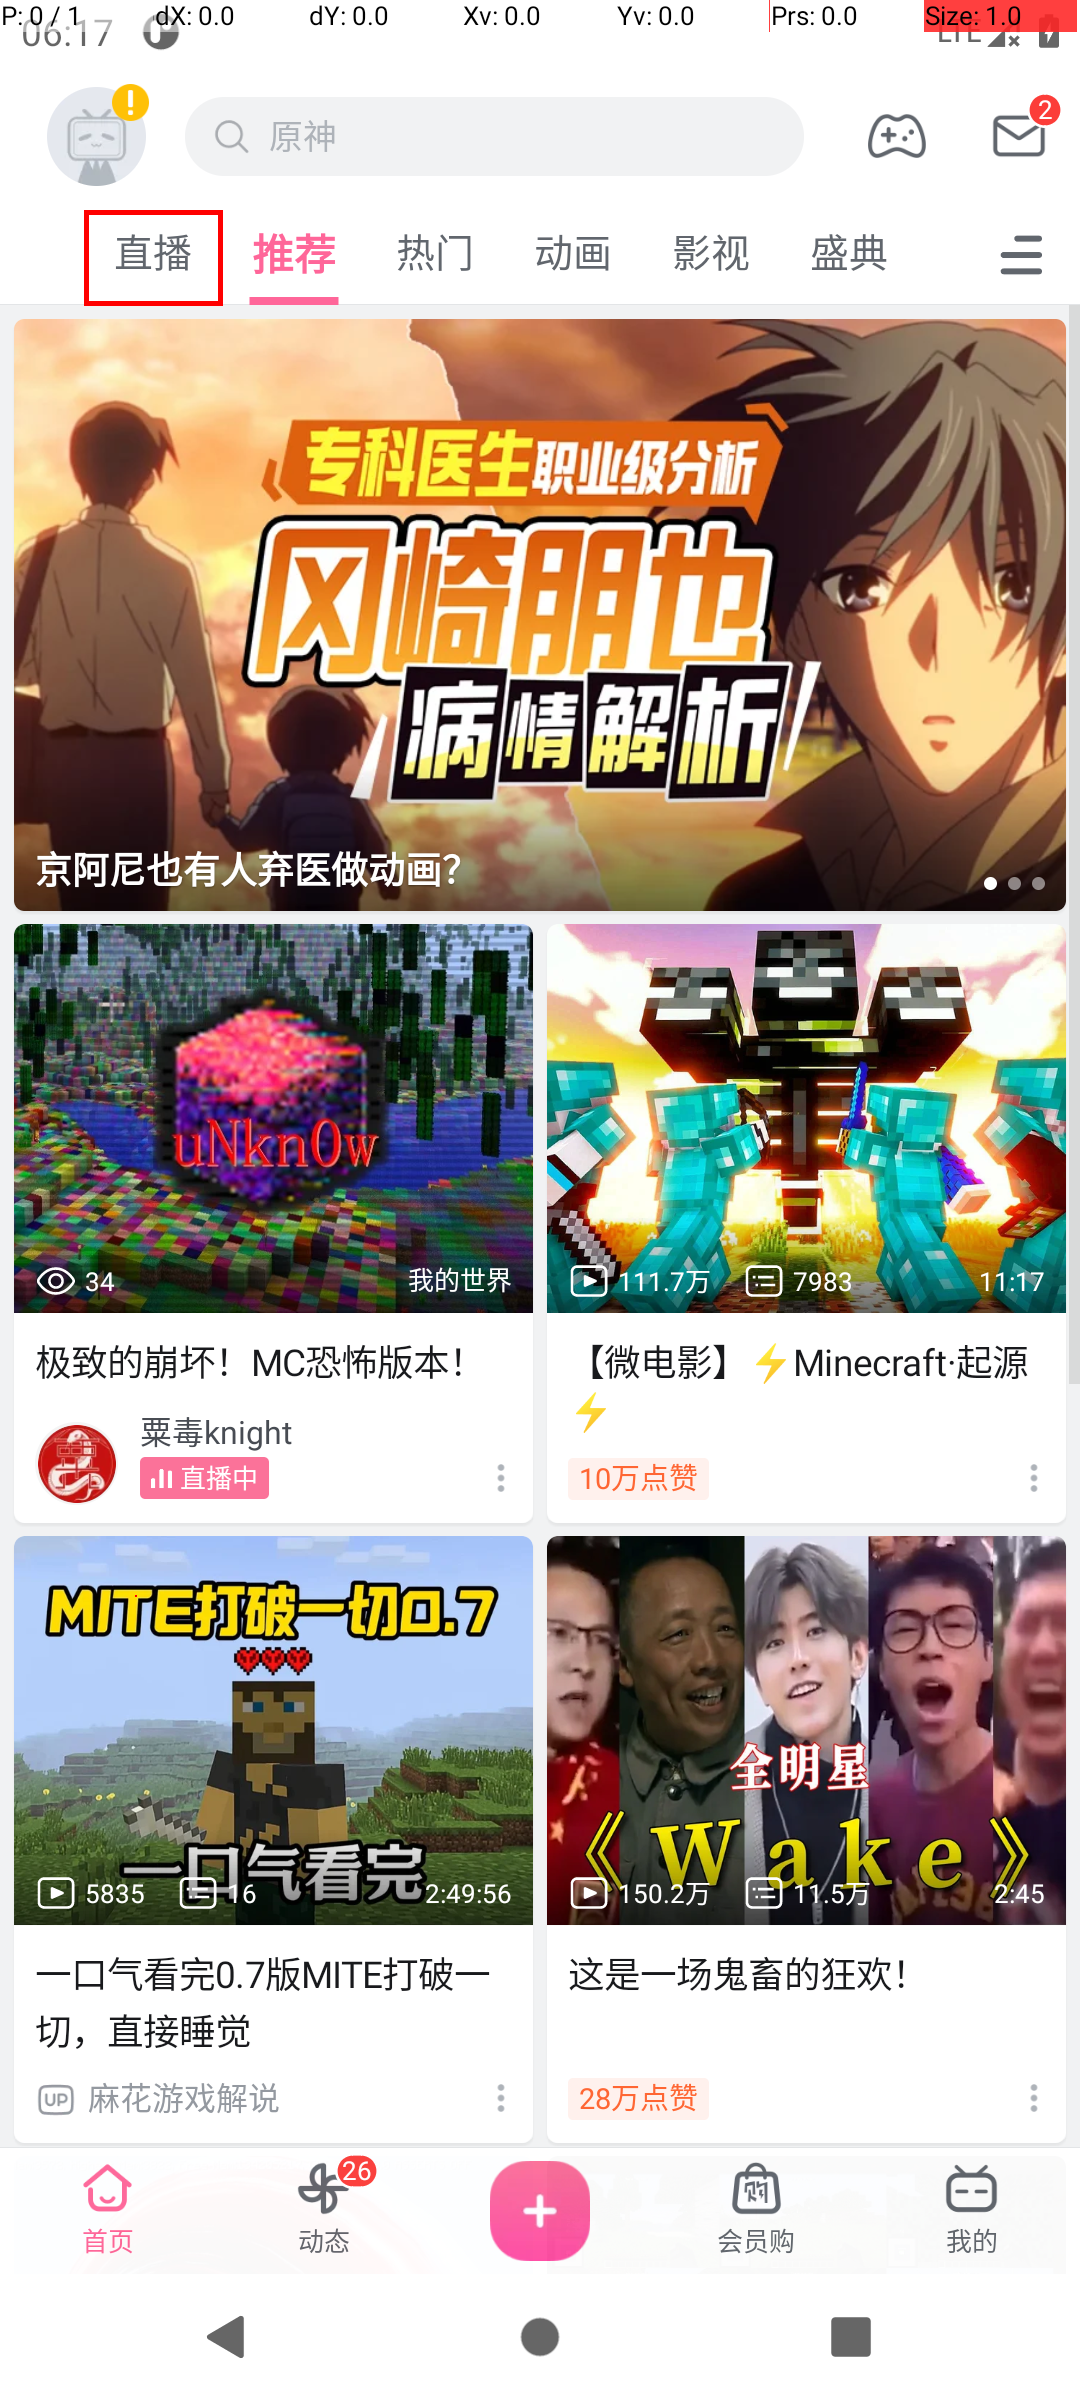 P: 0 / 1 dX: 0.0 dY: 0.0 Xv: 0.0 Yv: 0.0 Prs: 0.0 Size: 1.0
06:17 LTE
原神
2
直播 推荐 热门 动画 影视 盛典
专科医生职业级分析
冈崎朋也
病情解析
京阿尼也有人弃医做动画？
uNkn0w
34 我的世界
111.7万 7983 11:17
极致的崩坏！MC恐怖版本！
粟毒knight
直播中
【微电影】⚡Minecraft·起源
⚡
10万点赞
MITE打破一切0.7
一口气看完
5835 16 2:49:56
全明星
《Wake》
150.2万 11.5万 2:45
一口气看完0.7版MITE打破一
切，直接睡觉
UP 麻花游戏解说
这是一场鬼畜的狂欢！
28万点赞
26
购
首页 动态 会员购 我的